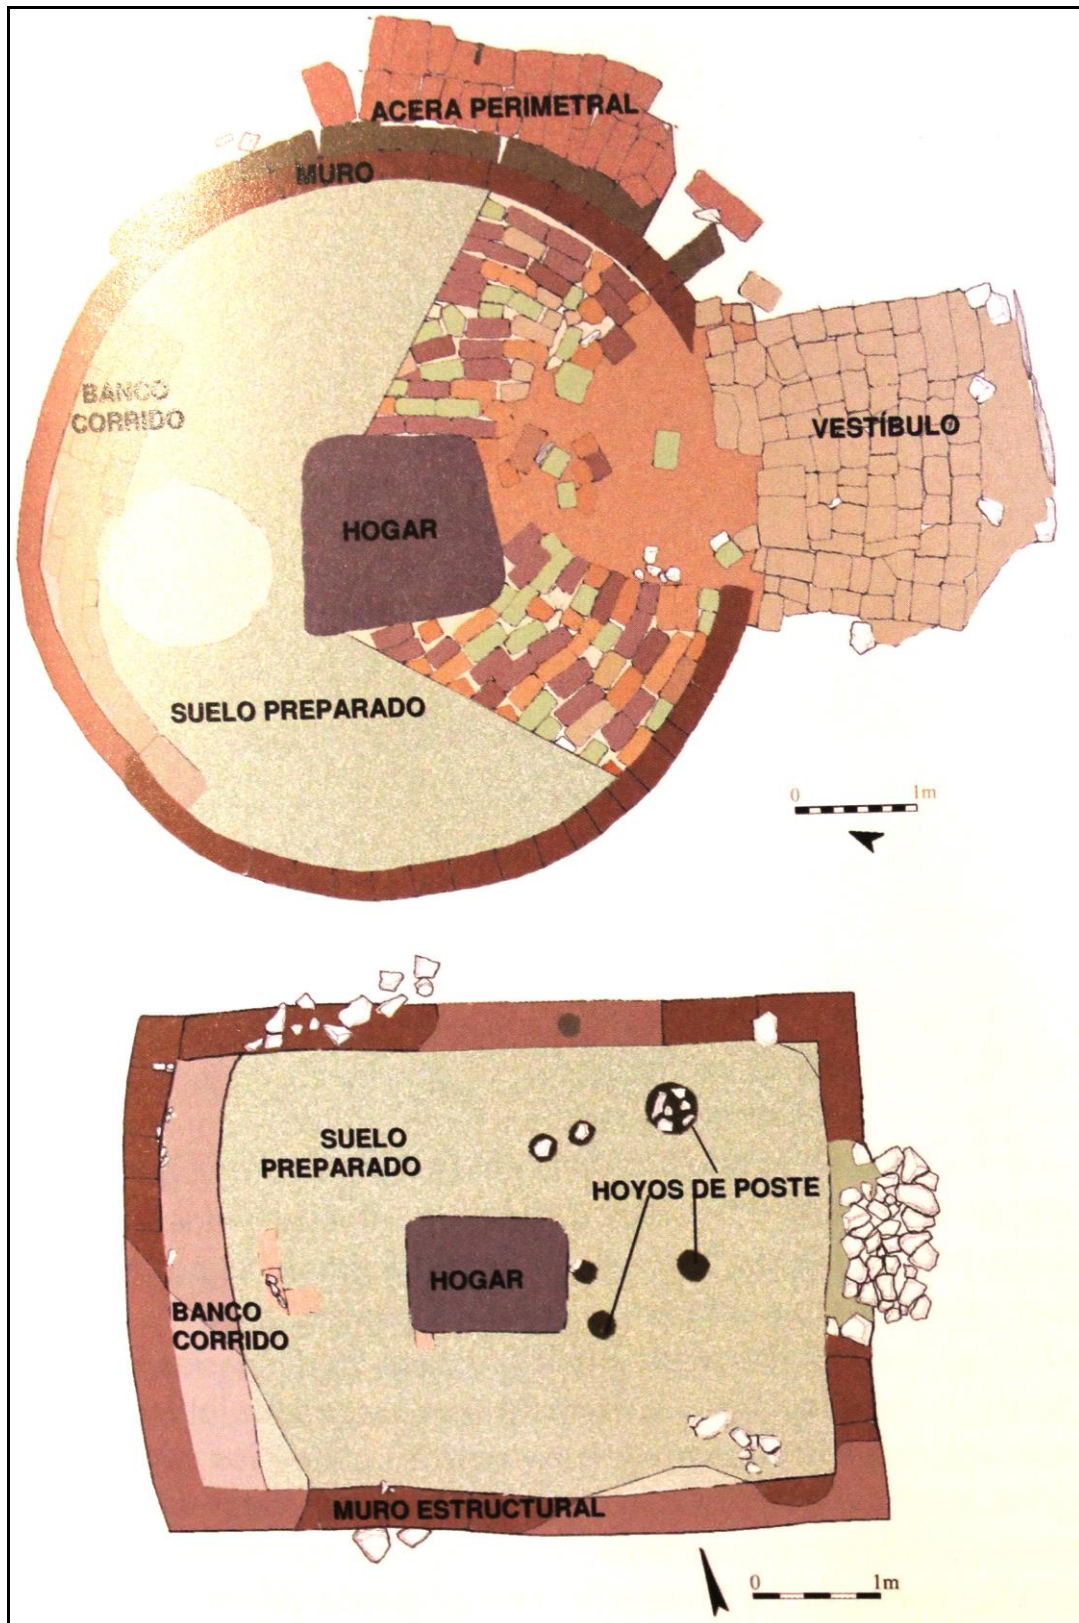 ACERA PERIMETRAL
MURO
BANCO
CORRIDO
VESTÍBULO
HOGAR
SUELO PREPARADO
0 1m
SUELO
PREPARADO
HOYOS DE POSTE
HOGAR
BANCO
CORRIDO
MURO ESTRUCTURAL
0 1m